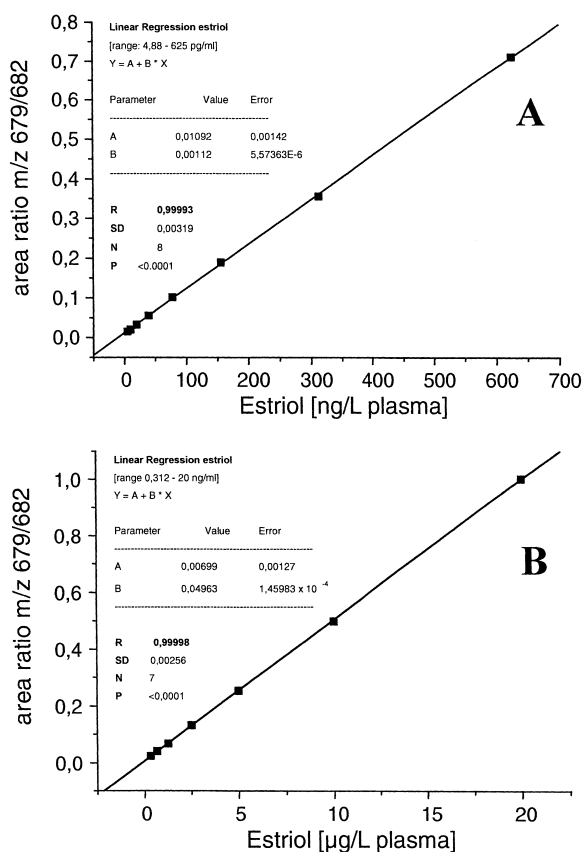 Linear Regression estriol
[range: 4,88 - 625 pg/ml]
Y = A + B * X
Parameter Value Error
A 0,01092 0,00142
B 0,00112 5,57363E-6
R 0,99993
SD 0,00319
N 8
P <0.0001
A
area ratio m/z 679/682
0,8
0,7
0,6
0,5
0,4
0,3
0,2
0,1
0,0
0 100 200 300 400 500 600 700
Estriol [ng/L plasma]
Linear Regression estriol
[range 0,312 - 20 ng/ml]
Y = A + B * X
Parameter Value Error
A 0,00699 0,00127
B 0,04963 1,45983 x 10 -4
R 0,99998
SD 0,00256
N 7
P <0,0001
B
area ratio m/z 679/682
1,0
0,8
0,6
0,4
0,2
0,0
0 5 10 15 20
Estriol [µg/L plasma]